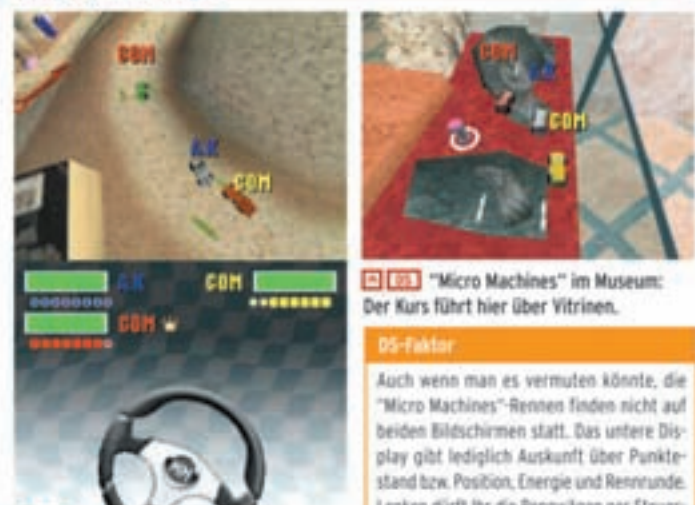 COM
A.K
COM
COM
A.K
COM
A.K
COM
COM
DS "Micro Machines" im Museum:
Der Kurs führt hier über Vitrinen.
DS-Faktor
Auch wenn man es vermuten könnte, die
"Micro Machines"-Rennen finden nicht auf
beiden Bildschirmen statt. Das untere Dis-
play gibt lediglich Auskunft über Punkte-
stand bzw. Position, Energie und Rennrunde.